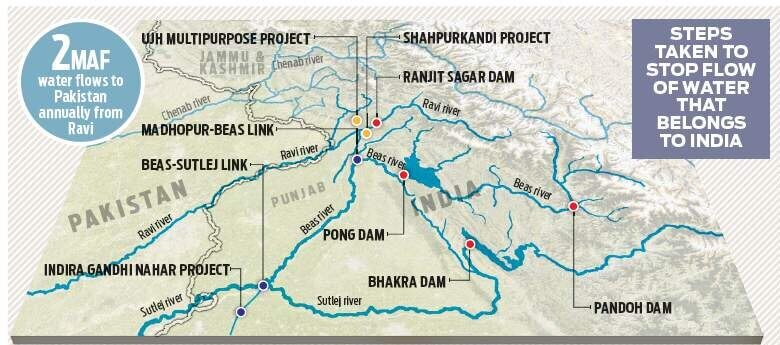 2MAF
water flows to
Pakistan
annually from
Ravi
UJH MULTIPURPOSE PROJECT
SHAHPURKANDI PROJECT
STEPS
TAKEN TO
STOP FLOW
OF WATER
THAT
BELONGS
TO INDIA
JAMMU &
KASHMIR
Chenab river
RANJIT SAGAR DAM
Chenab river
Ravi river
MADHOPUR-BEAS LINK
Ravi river
Beas river
BEAS-SUTLEJ LINK
PAKISTAN
PUNJAB
INDIA
Beas river
Ravi river
Beas river
PONG DAM
INDIRA GANDHI NAHAR PROJECT
BHAKRA DAM
Sutlej river
Sutlej river
PANDOH DAM